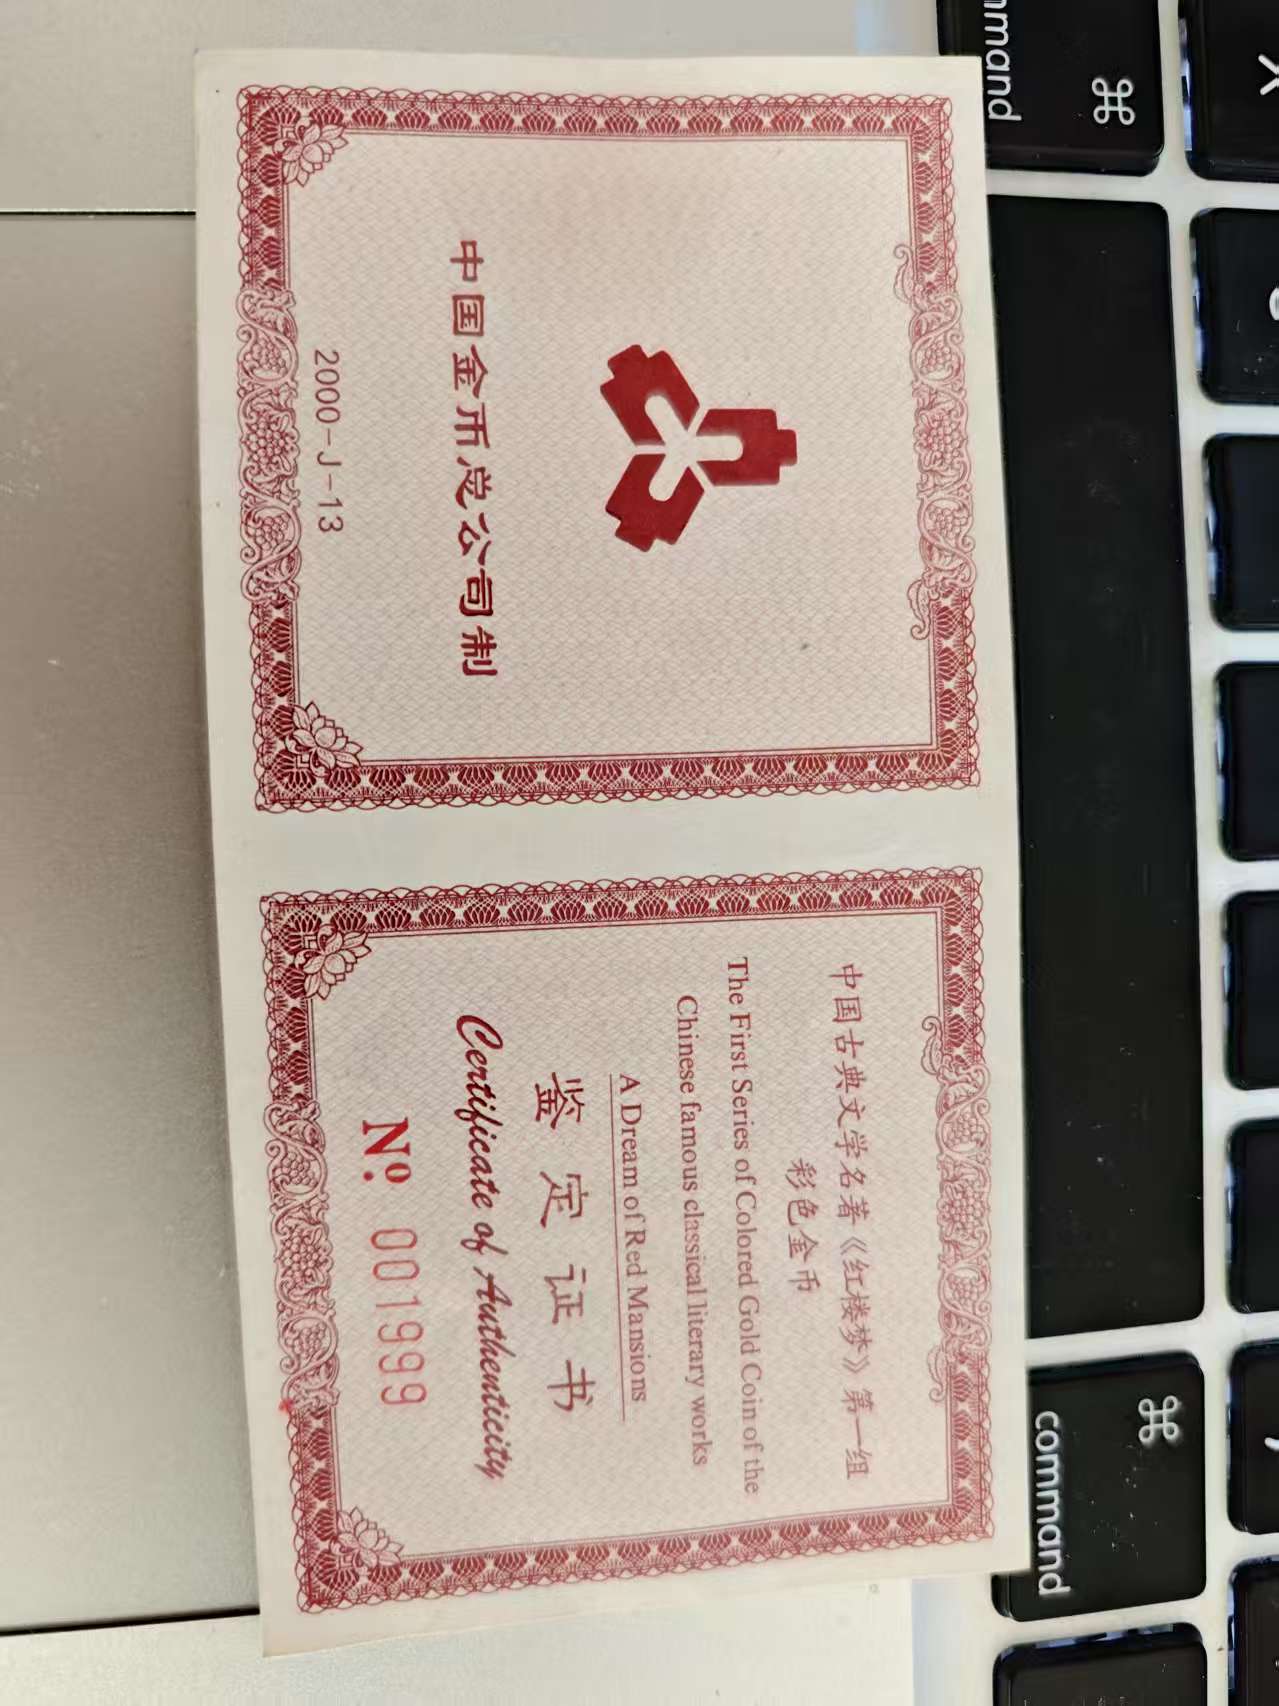 中国金币总公司制
2000-J-13
中国古典文学名著《红楼梦》第一组
彩色金币
The First Series of Colored Gold Coin of the
Chinese famous classical literary works
A Dream of Red Mansions
鉴定证书
Certificate of Authenticity
Nº 001999
command
⌘
command
⌘